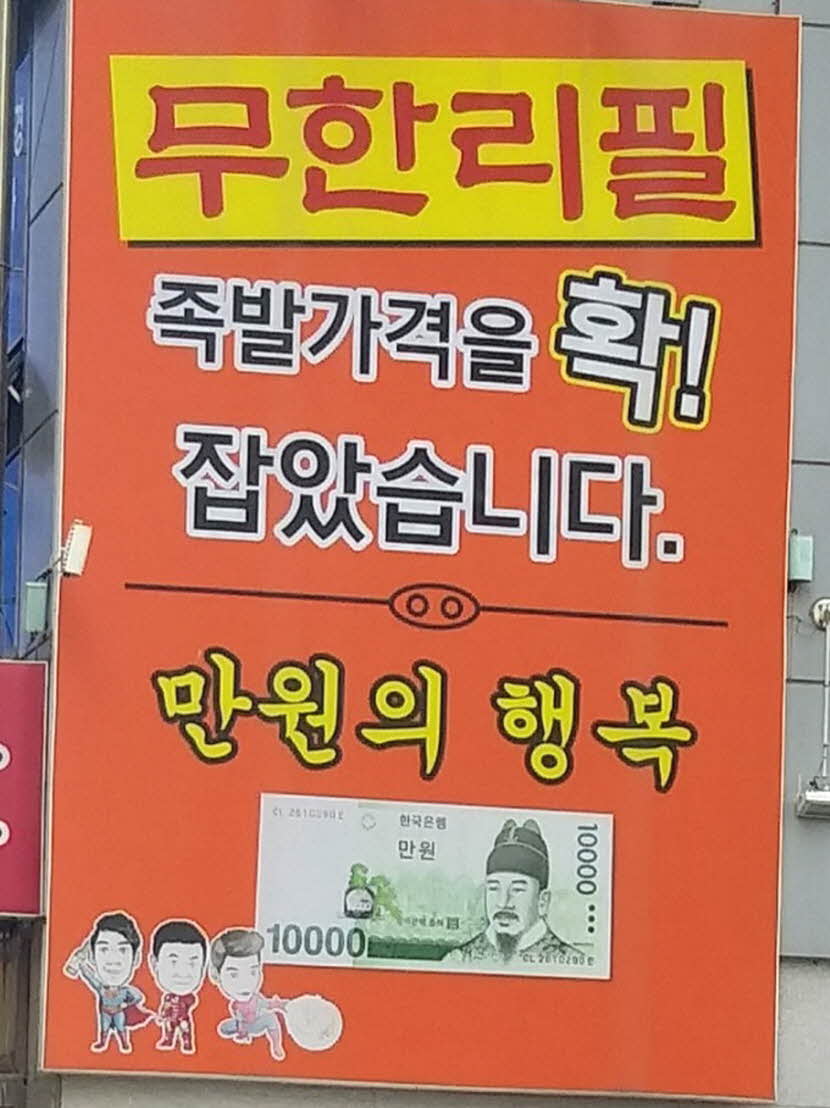 무한리필
족발가격을 확!
잡았습니다.
만원의 행복
한국은행
만원
10000
10000